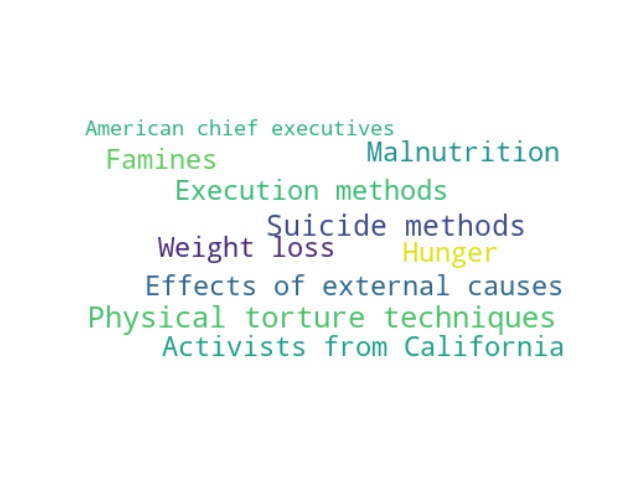 American chief executives
Malnutrition
Famines
Execution methods
Suicide methods
Weight loss
Hunger
Effects of external causes
Physical torture techniques
Activists from California